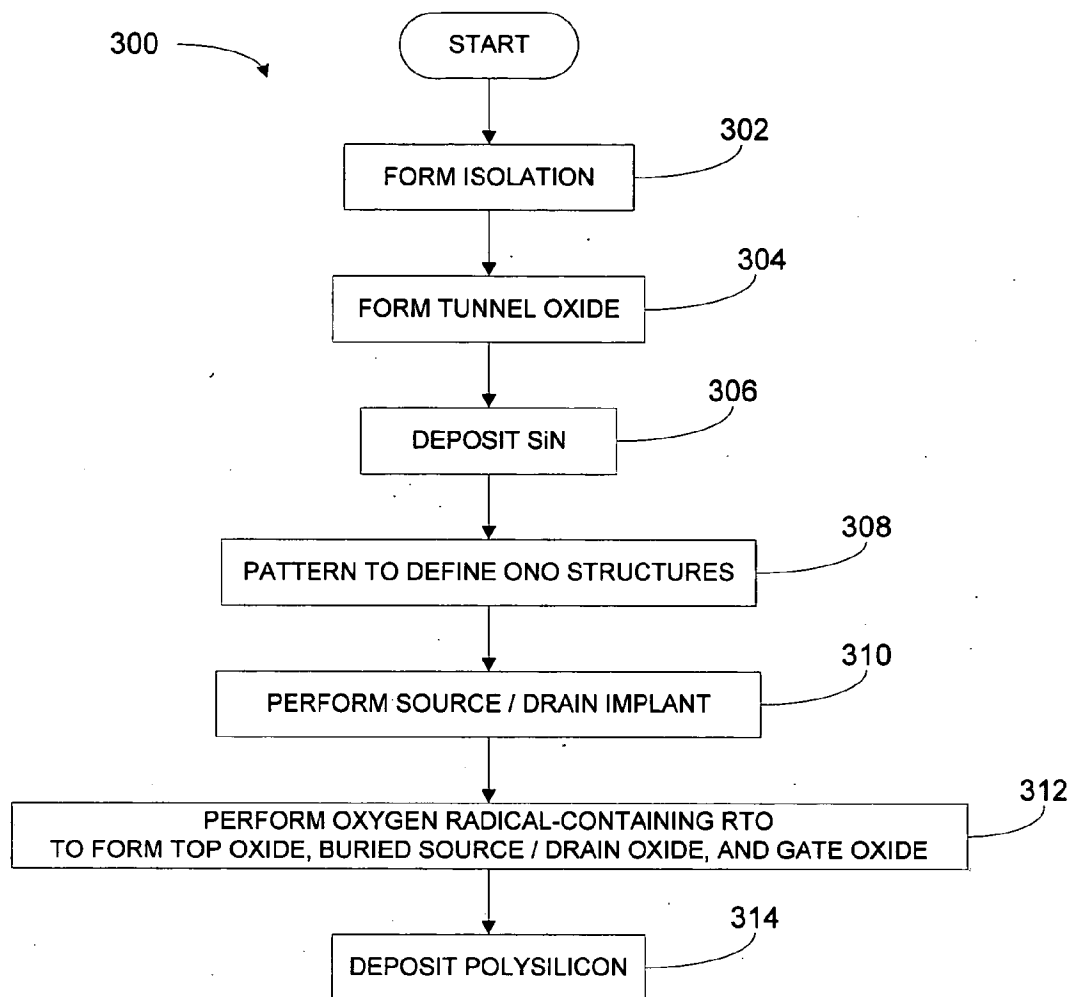 300
START
302
FORM ISOLATION
304
FORM TUNNEL OXIDE
306
DEPOSIT SiN
308
PATTERN TO DEFINE ONO STRUCTURES
310
PERFORM SOURCE / DRAIN IMPLANT
312
PERFORM OXYGEN RADICAL-CONTAINING RTO
TO FORM TOP OXIDE, BURIED SOURCE / DRAIN OXIDE, AND GATE OXIDE
314
DEPOSIT POLYSILICON